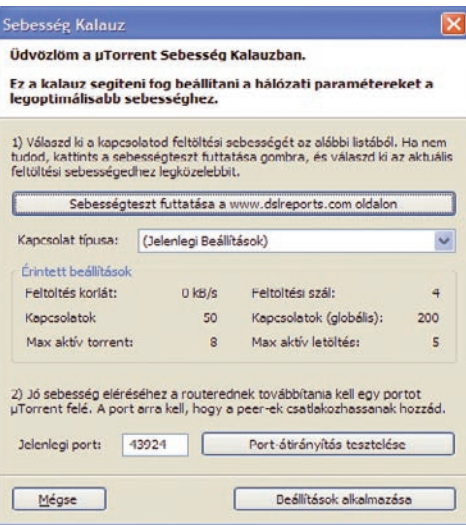 Sebesség Kalauz
Üdvözlöm a µTorrent Sebesség Kalauzban.
Ez a kalauz segíteni fog beállítani a hálózati paramétereket a
legoptimálisabb sebességhez.
1) Válaszd ki a kapcsolatod feltöltési sebességét az alábbi listából. Ha nem
tudod, kattints a sebességteszt futtatása gombra, és válaszd ki az aktuális
feltöltési sebességedhez legközelebbit.
Sebességteszt futtatása a www.dslreports.com oldalon
Kapcsolat típusa: (Jelenlegi Beállítások)
Érintett beállítások
Feltöltés korlát: 0 kB/s Feltöltési szál: 4
Kapcsolatok 50 Kapcsolatok (globális): 200
Max aktív torrent: 8 Max aktív letöltés: 5
2) Jó sebesség eléréséhez a routerednek továbbítania kell egy portot
µTorrent felé. A port arra kell, hogy a peer-ek csatlakozhassanak hozzád.
Jelenlegi port: 43924 Port-átirányítás tesztelése
Mégse Beállítások alkalmazása